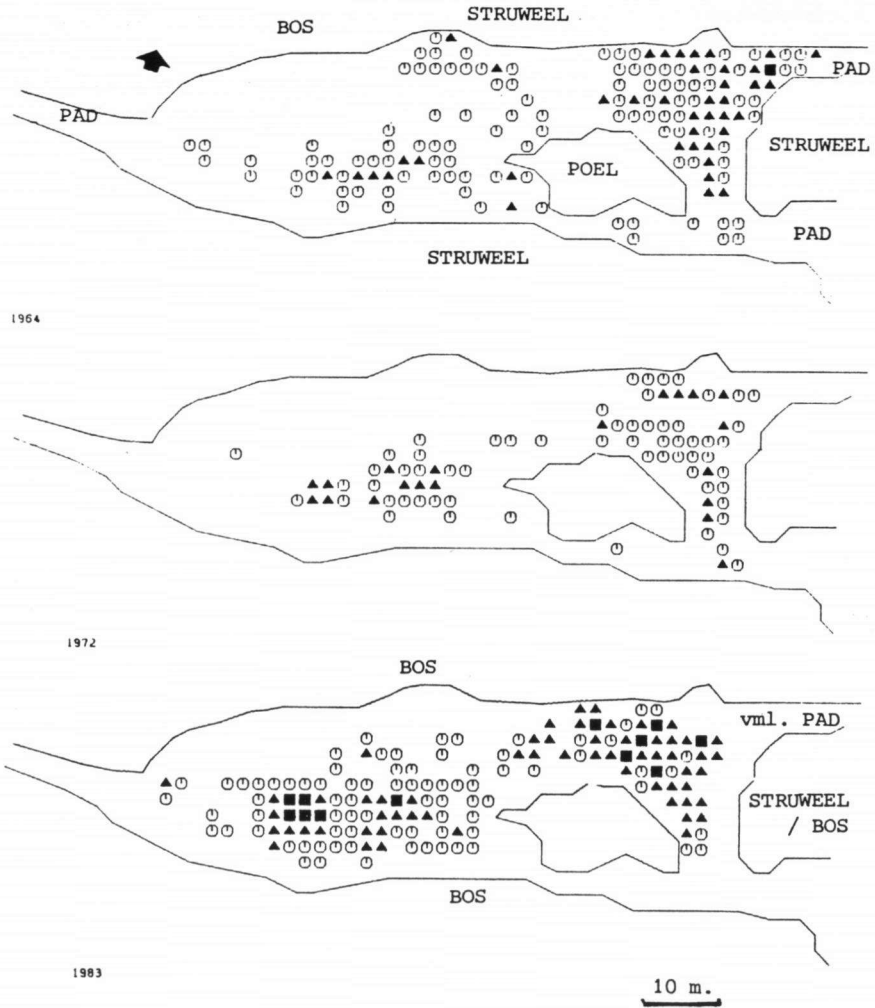 STRUWEEL
BOS
PAD
PAD
STRUWEEL
POEL
PAD
STRUWEEL
1964
1972
BOS
vml. PAD
STRUWEEL
/ BOS
BOS
1983
10 m.